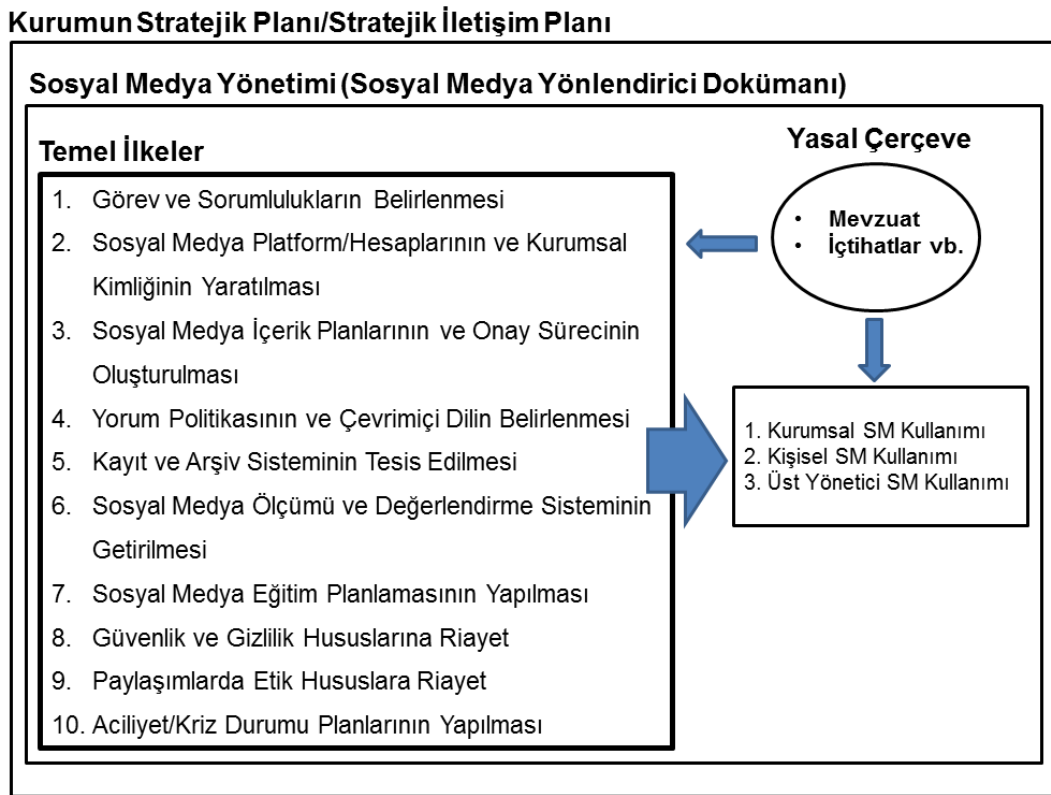 Kurumun Stratejik Planı/Stratejik İletişim Planı
Sosyal Medya Yönetimi (Sosyal Medya Yönlendirici Dokümanı)
Temel İlkeler
1. Görev ve Sorumlulukların Belirlenmesi
2. Sosyal Medya Platform/Hesaplarının ve Kurumsal
Kimliğinin Yaratılması
3. Sosyal Medya İçerik Planlarının ve Onay Sürecinin
Oluşturulması
4. Yorum Politikasının ve Çevrimiçi Dilin Belirlenmesi
5. Kayıt ve Arşiv Sisteminin Tesis Edilmesi
6. Sosyal Medya Ölçümü ve Değerlendirme Sisteminin
Getirilmesi
7. Sosyal Medya Eğitim Planlamasının Yapılması
8. Güvenlik ve Gizlilik Hususlarına Riayet
9. Paylaşımlarda Etik Hususlara Riayet
10. Aciliyet/Kriz Durumu Planlarının Yapılması
Yasal Çerçeve
• Mevzuat
• İçtihatlar vb.
1. Kurumsal SM Kullanımı
2. Kişisel SM Kullanımı
3. Üst Yönetici SM Kullanımı